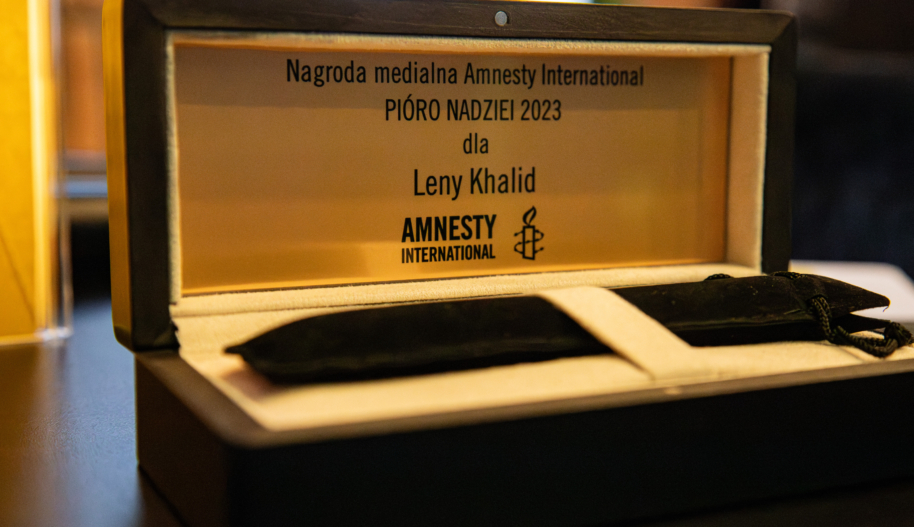 Nagroda medialna Amnesty International
PIÓRO NADZIEI 2023
dla
Leny Khalid
AMNESTY
INTERNATIONAL